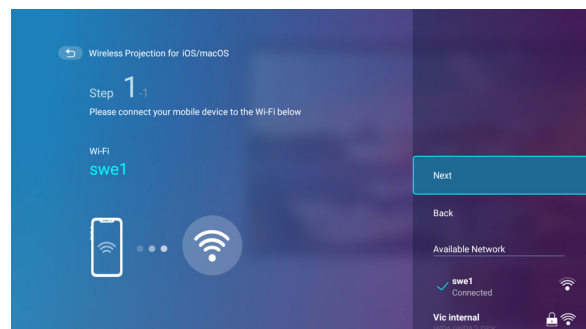 Wireless Projection for iOS/macOS
Step 1-1
Please connect your mobile device to the Wi-Fi below
Wi-Fi
swe1
Next
Back
Available Network
swe1
Connected
Vic internal